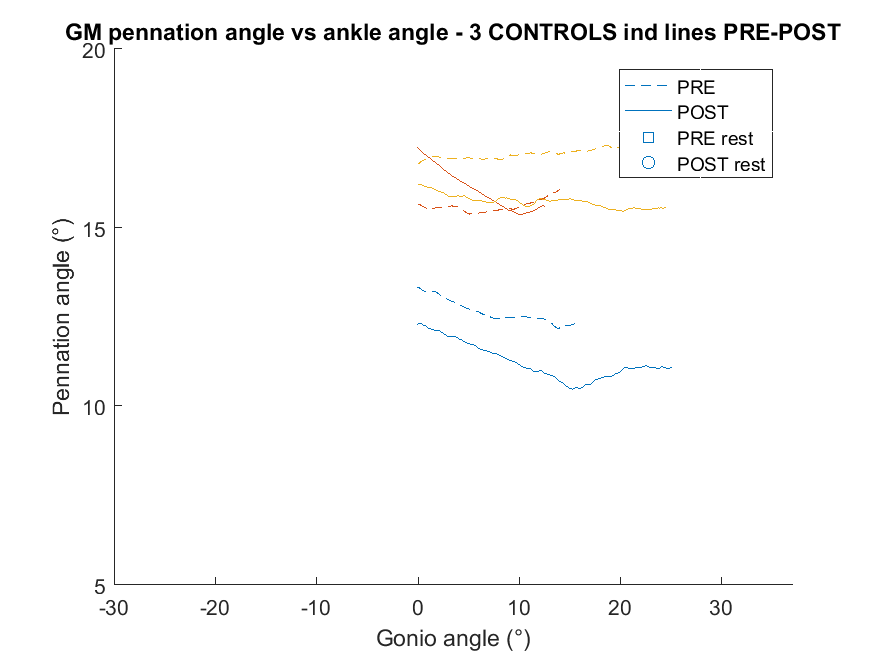 GM pennation angle vs ankle angle - 3 CONTROLS ind lines PRE-POST
20
15
10
5
Pennation angle (°)
PRE
POST
PRE rest
POST rest
-30 -20 -10 0 10 20 30
Gonio angle (°)